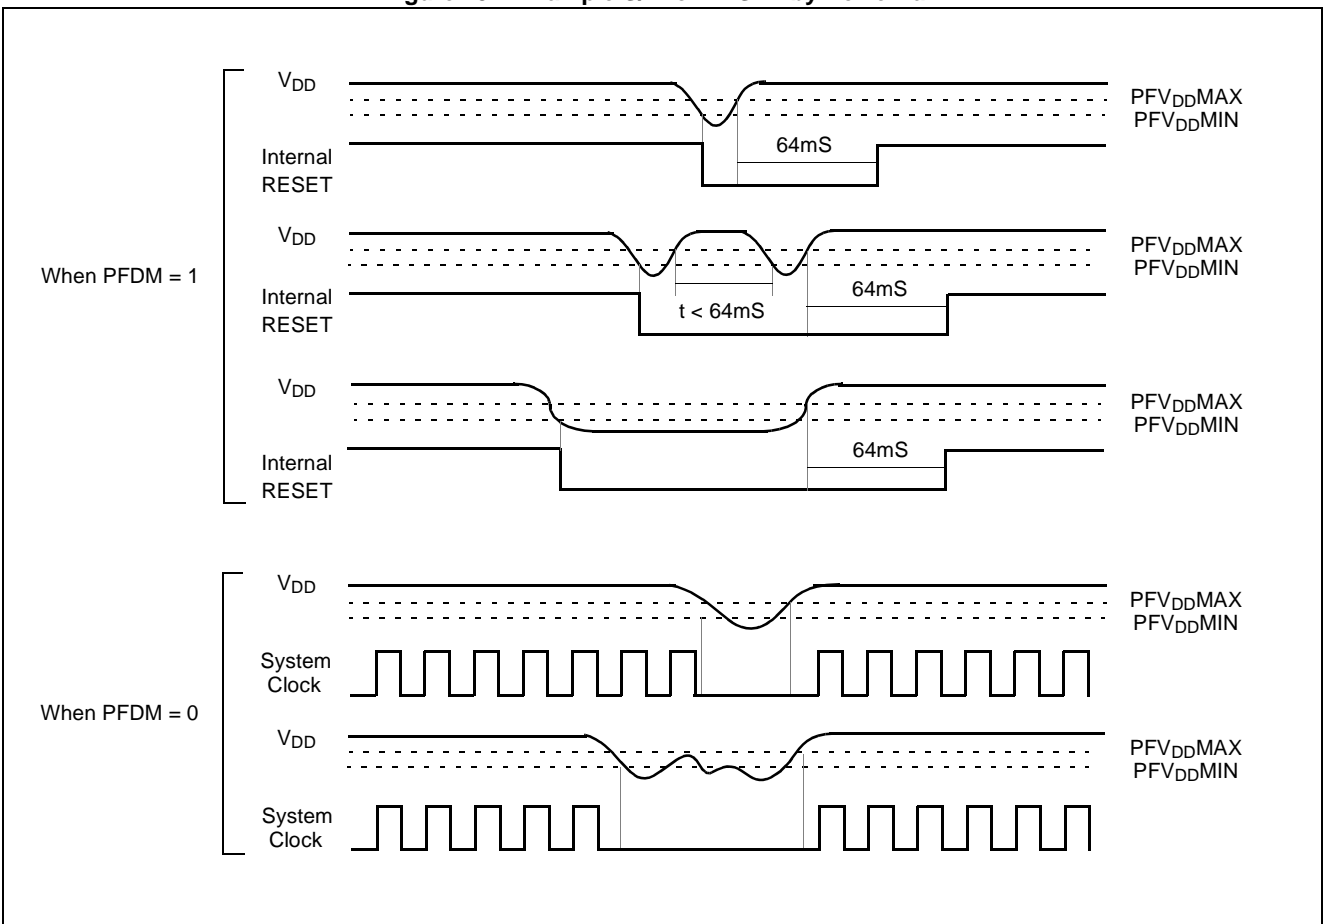 VDD
PFVDDMAX
PFVDDMIN
64mS
Internal
RESET
VDD
PFVDDMAX
PFVDDMIN
When PFDM = 1
64mS
Internal
RESET
t < 64mS
VDD
PFVDDMAX
PFVDDMIN
64mS
Internal
RESET
VDD
PFVDDMAX
PFVDDMIN
System
Clock
When PFDM = 0
VDD
PFVDDMAX
PFVDDMIN
System
Clock